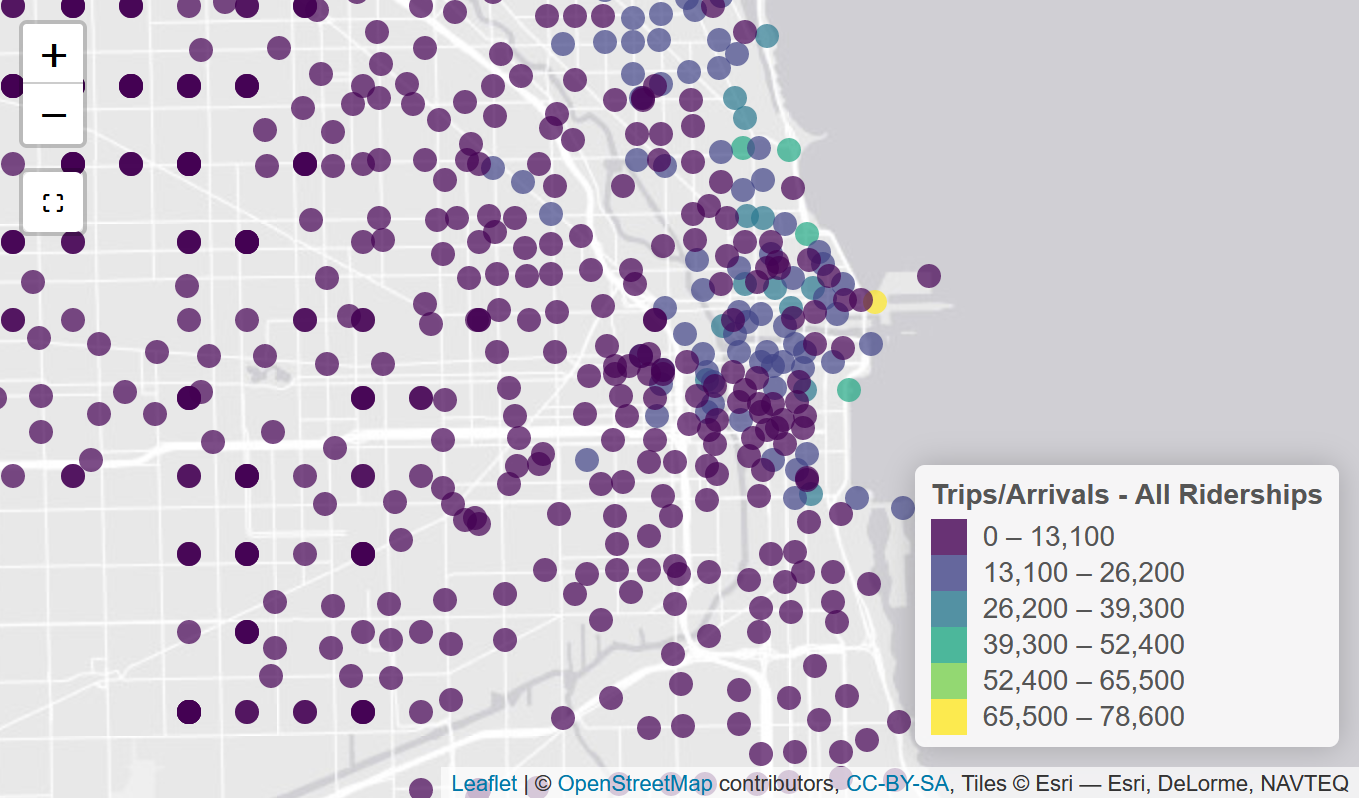 +
−
Trips/Arrivals - All Riderships
0 – 13,100
13,100 – 26,200
26,200 – 39,300
39,300 – 52,400
52,400 – 65,500
65,500 – 78,600
Leaflet | © OpenStreetMap contributors, CC-BY-SA, Tiles © Esri — Esri, DeLorme, NAVTEQ